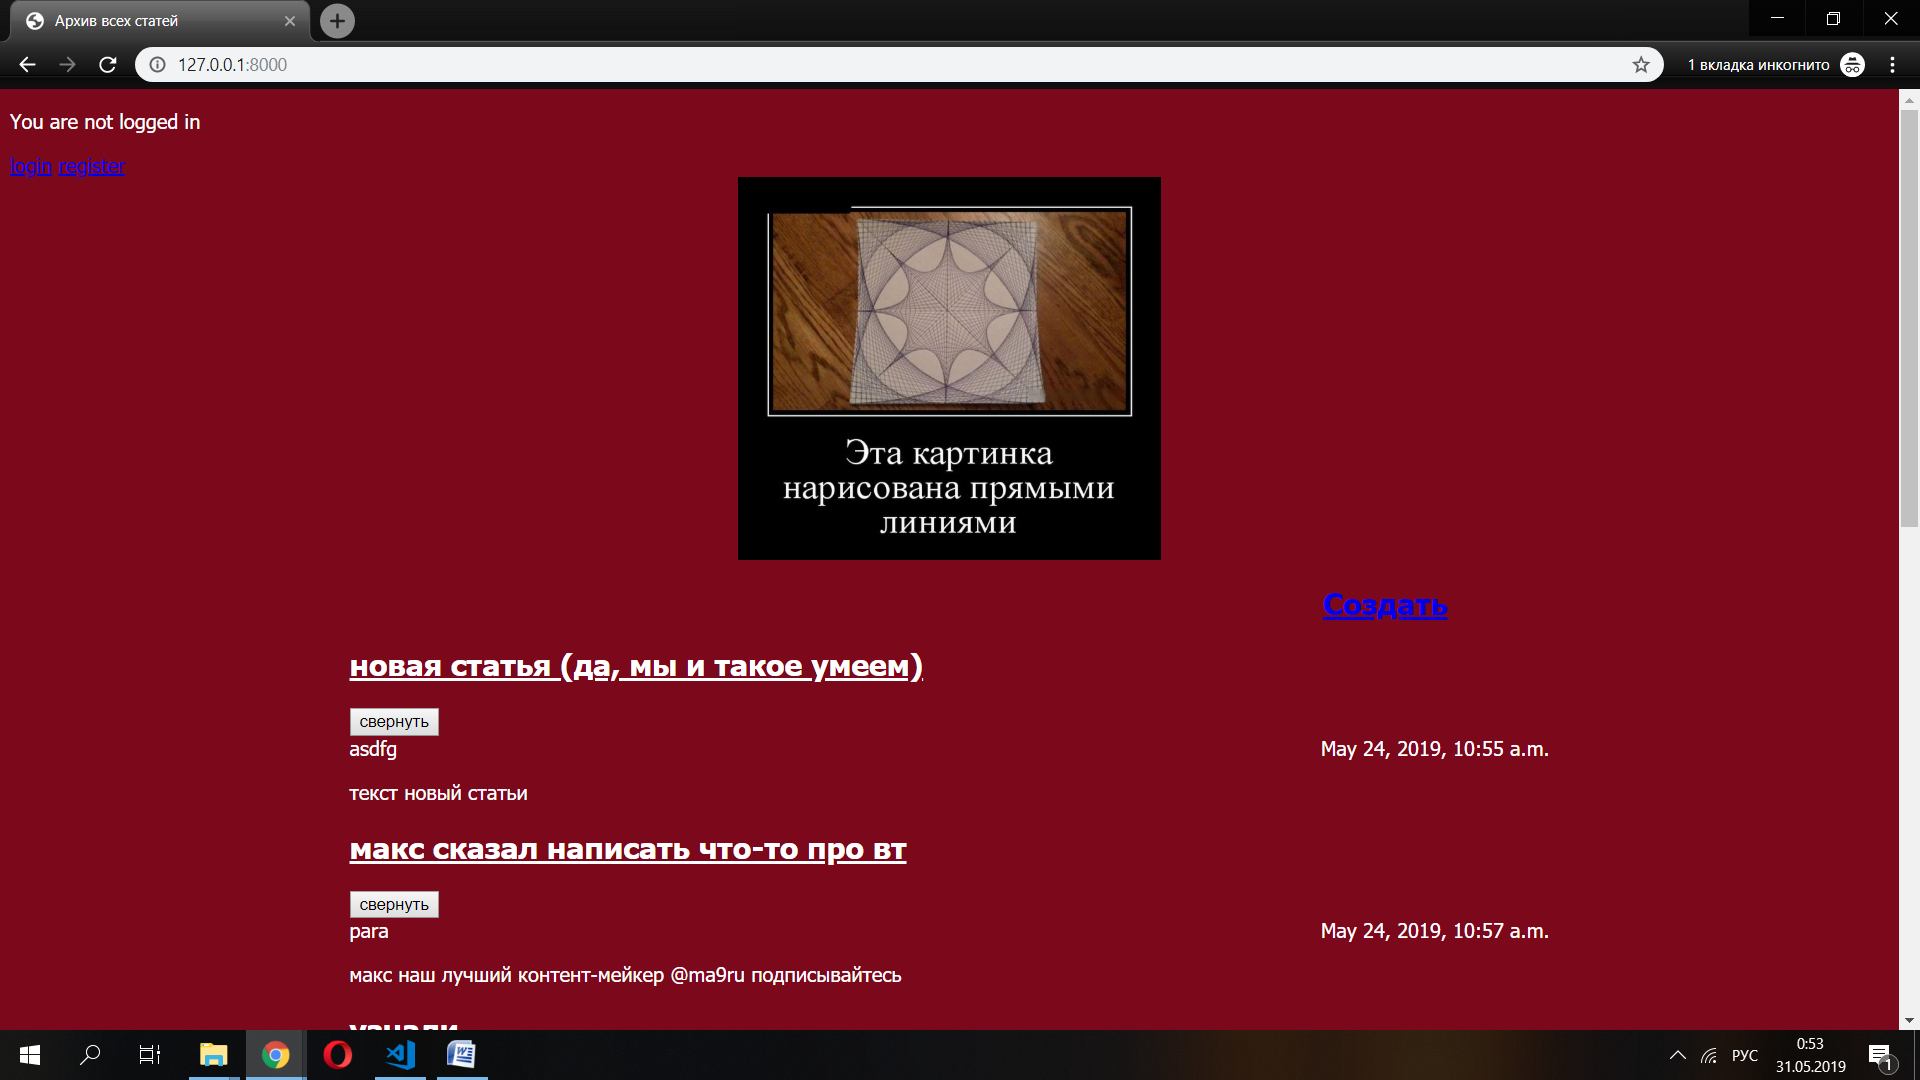 Архив всех статей
127.0.0.1:8000
1 вкладка инкогнито
You are not logged in
login register
Эта картинка
нарисована прямыми
линиями
Создать
новая статья (да, мы и такое умеем)
свернуть
asdfg May 24, 2019, 10:55 a.m.
текст новый статьи
макс сказал написать что-то про вт
свернуть
para May 24, 2019, 10:57 a.m.
макс наш лучший контент-мейкер @ma9ru подписывайтесь
узнали
РУС
0:53
31.05.2019
1